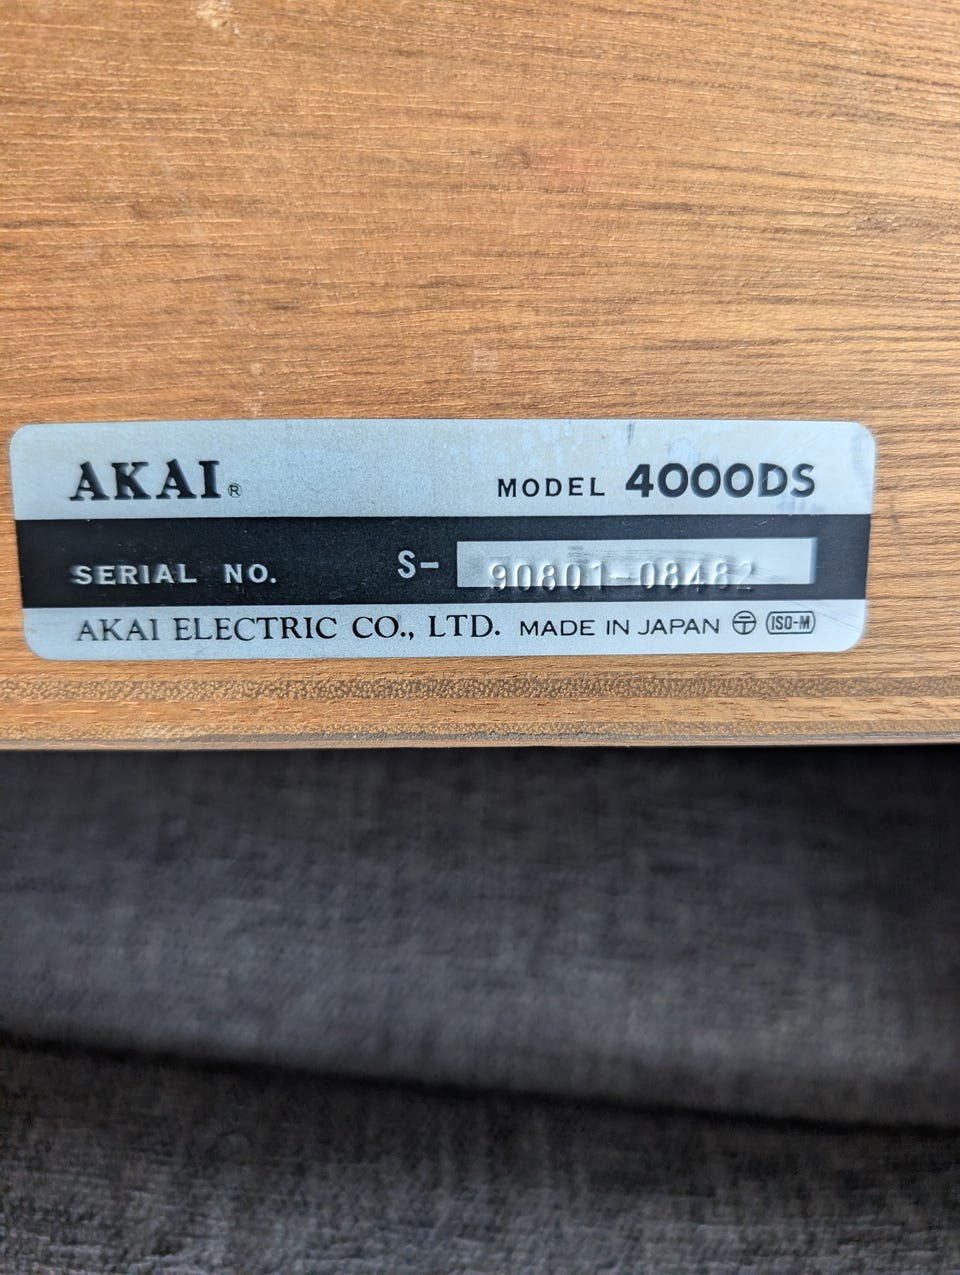 AKAI®
MODEL 4000DS
SERIAL NO. S- 90801-08482
AKAI ELECTRIC CO., LTD. MADE IN JAPAN ISO-M